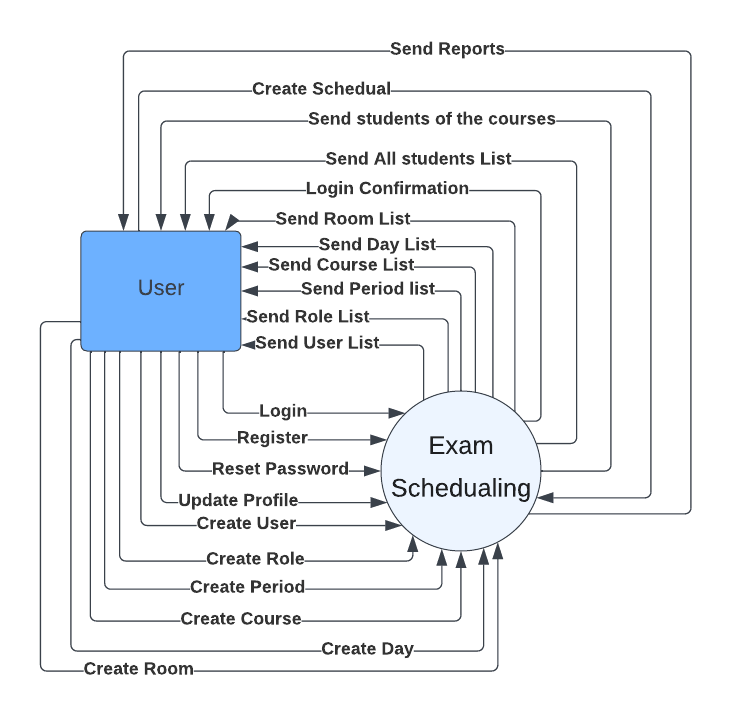 Send Reports
Create Schedual
Send students of the courses
Send All students List
Login Confirmation
Send Room List
Send Day List
Send Course List
User
Send Period list
Send Role List
Send User List
Login
Register
Exam
Schedualing
Reset Password
Update Profile
Create User
Create Role
Create Period
Create Course
Create Day
Create Room